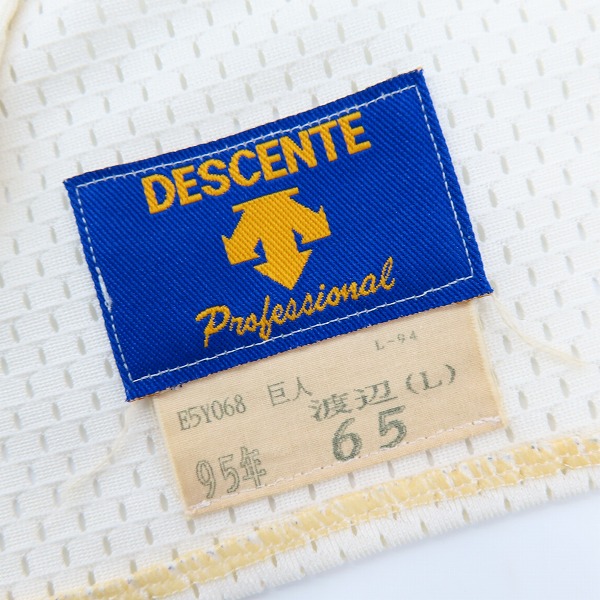 DESCENTE
Professional
L-94
E5Y068 巨人 渡辺(L)
95年 65